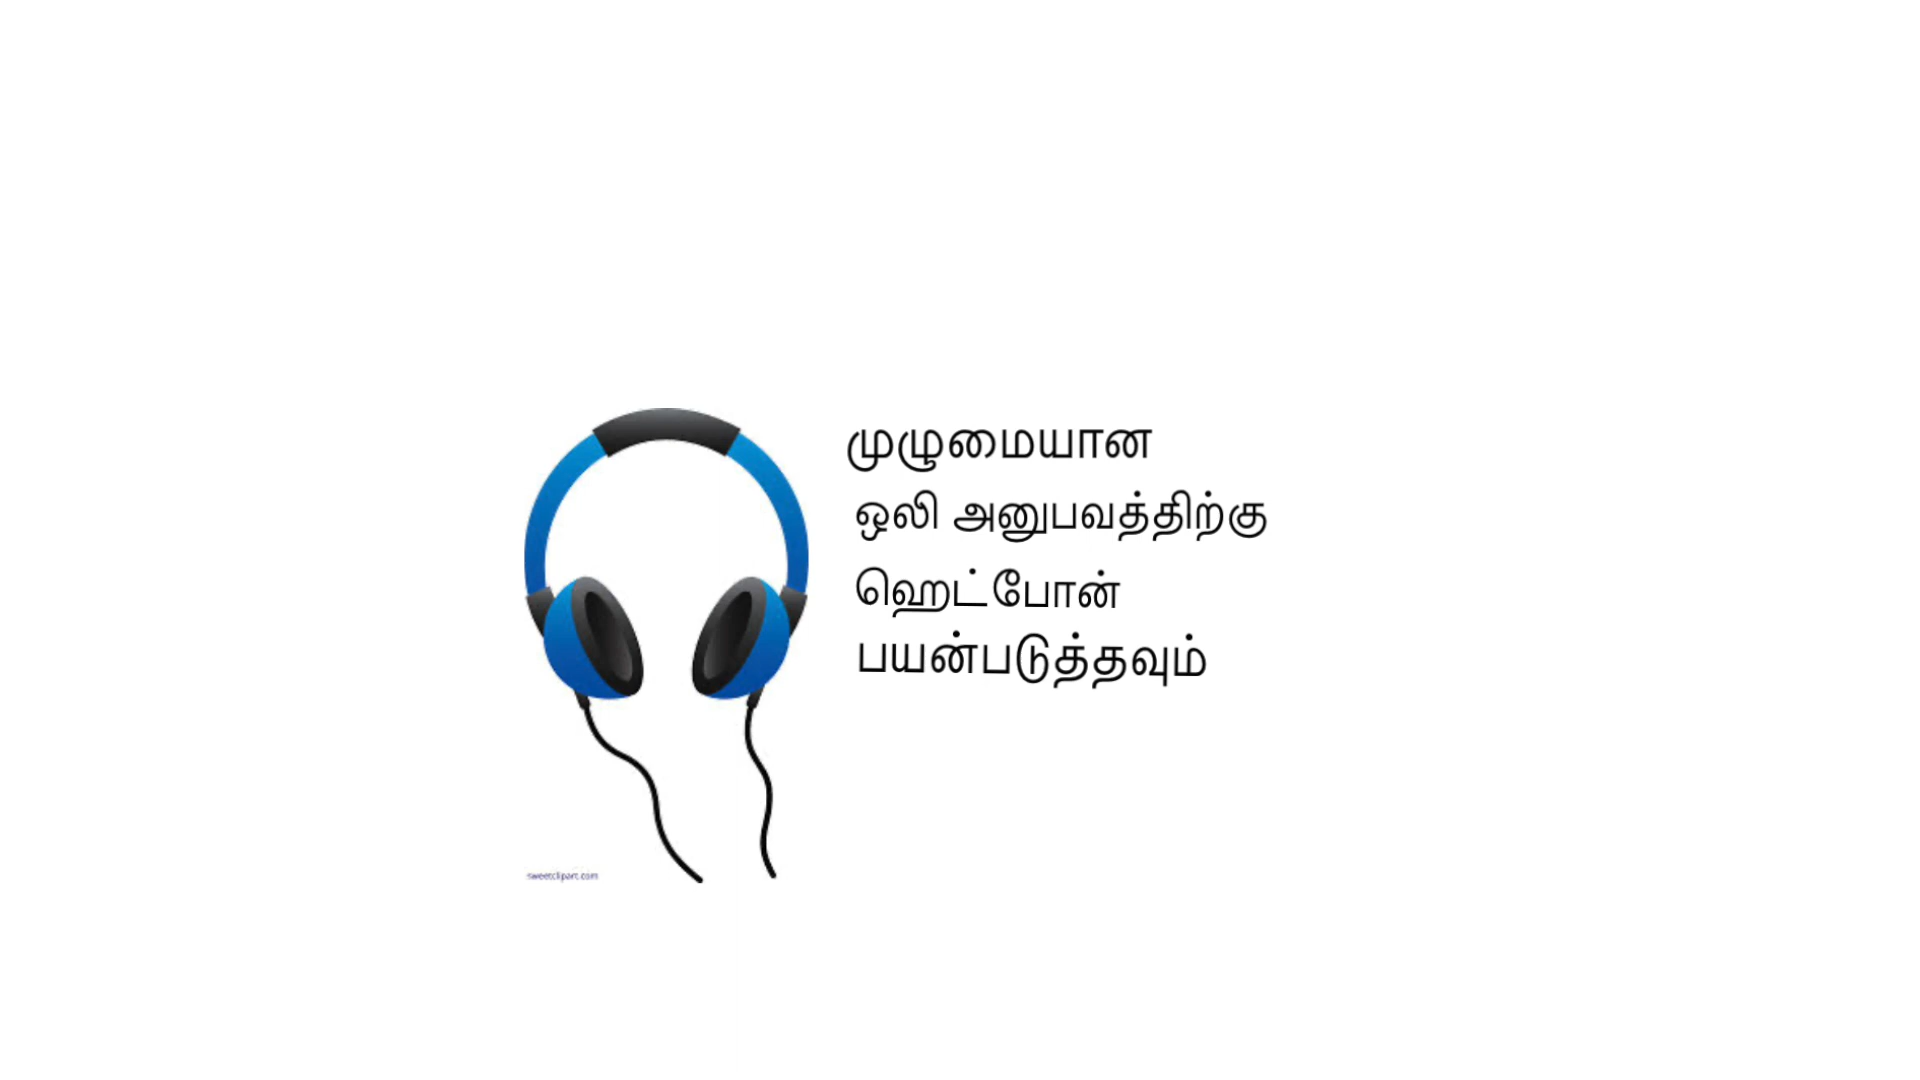 முழுமையான
ஒலி அனுபவத்திற்கு
ஹெட்போன்
பயன்படுத்தவும்
sweetclipart.com